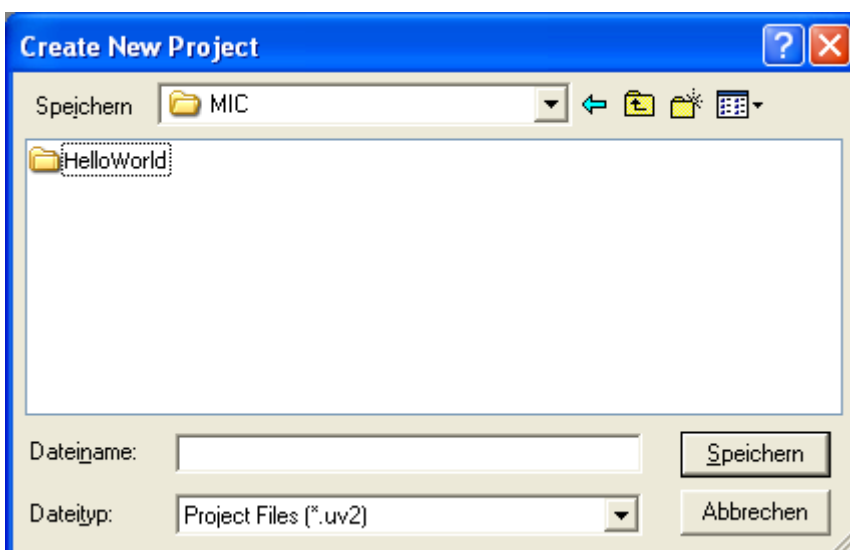 Create New Project
Speichern MIC
HelloWorld
Dateiname: Speichern
Dateityp: Project Files (*.uv2) Abbrechen